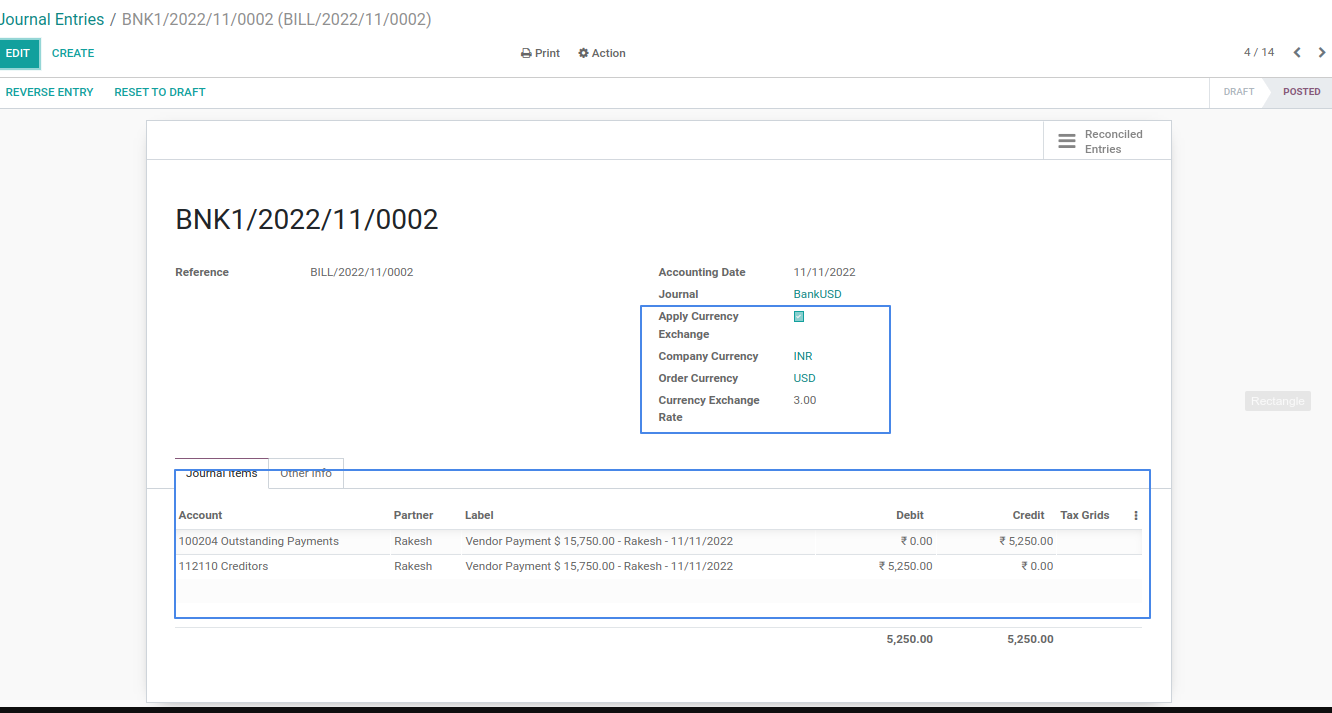 Journal Entries / BNK1/2022/11/0002 (BILL/2022/11/0002)
EDIT CREATE Print Action 4 / 14
REVERSE ENTRY RESET TO DRAFT DRAFT POSTED
Reconciled
Entries
BNK1/2022/11/0002
Reference BILL/2022/11/0002 Accounting Date 11/11/2022
Journal BankUSD
Apply Currency
Exchange
Company Currency INR
Order Currency USD
Rectangle
Currency Exchange 3.00
Rate
Journal Items Other Info
Account Partner Label Debit Credit Tax Grids
100204 Outstanding Payments Rakesh Vendor Payment $ 15,750.00 - Rakesh - 11/11/2022 ₹ 0.00 ₹ 5,250.00
112110 Creditors Rakesh Vendor Payment $ 15,750.00 - Rakesh - 11/11/2022 ₹ 5,250.00 ₹ 0.00
5,250.00 5,250.00